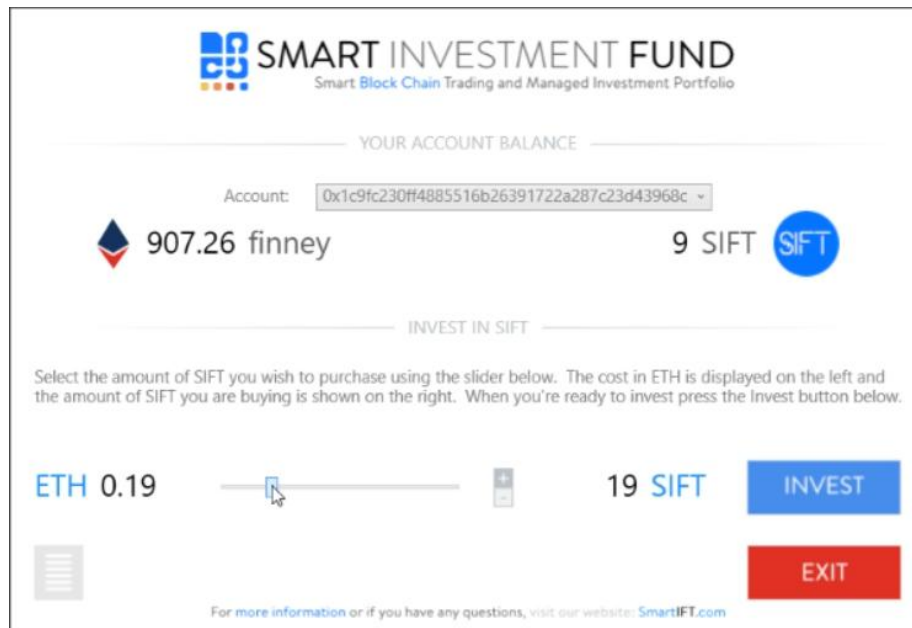 SMART INVESTMENT FUND
Smart Block Chain Trading and Managed Investment Portfolio
YOUR ACCOUNT BALANCE
Account: 0x1c9fc230ff4885516b26391722a287c23d43968c
907.26 finney 9 SIFT SIFT
INVEST IN SIFT
Select the amount of SIFT you wish to purchase using the slider below. The cost in ETH is displayed on the left and
the amount of SIFT you are buying is shown on the right. When you're ready to invest press the Invest button below.
ETH 0.19 + 19 SIFT INVEST
-
EXIT
For more information or if you have any questions, visit our website: SmartIFT.com